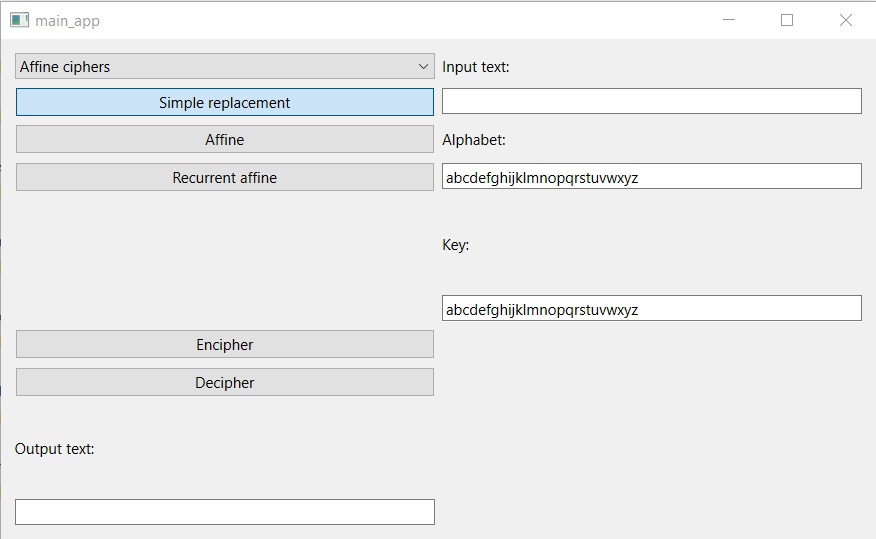 main_app
Affine ciphers
Simple replacement
Affine
Recurrent affine
Encipher
Decipher
Output text:
Input text:
Alphabet:
abcdefghijklmnopqrstuvwxyz
Key:
abcdefghijklmnopqrstuvwxyz